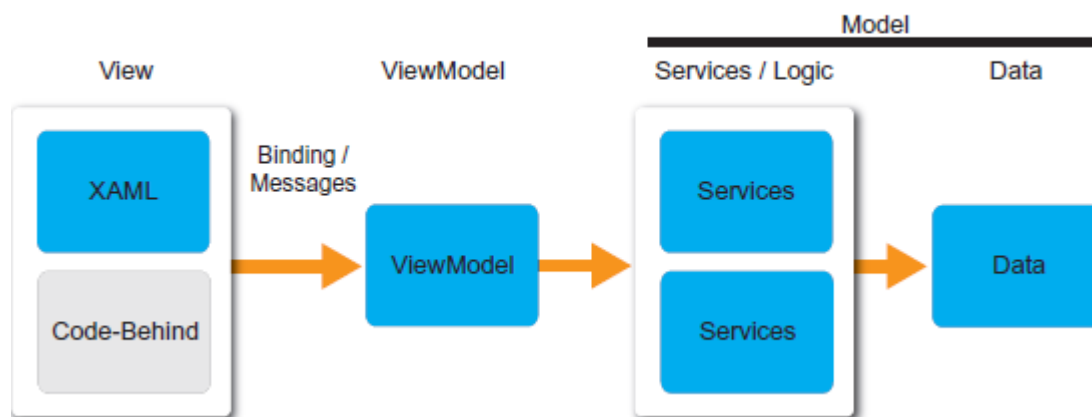 Model
View
ViewModel
Services / Logic
Data
Binding /
Messages
XAML
Code-Behind
ViewModel
Services
Services
Data